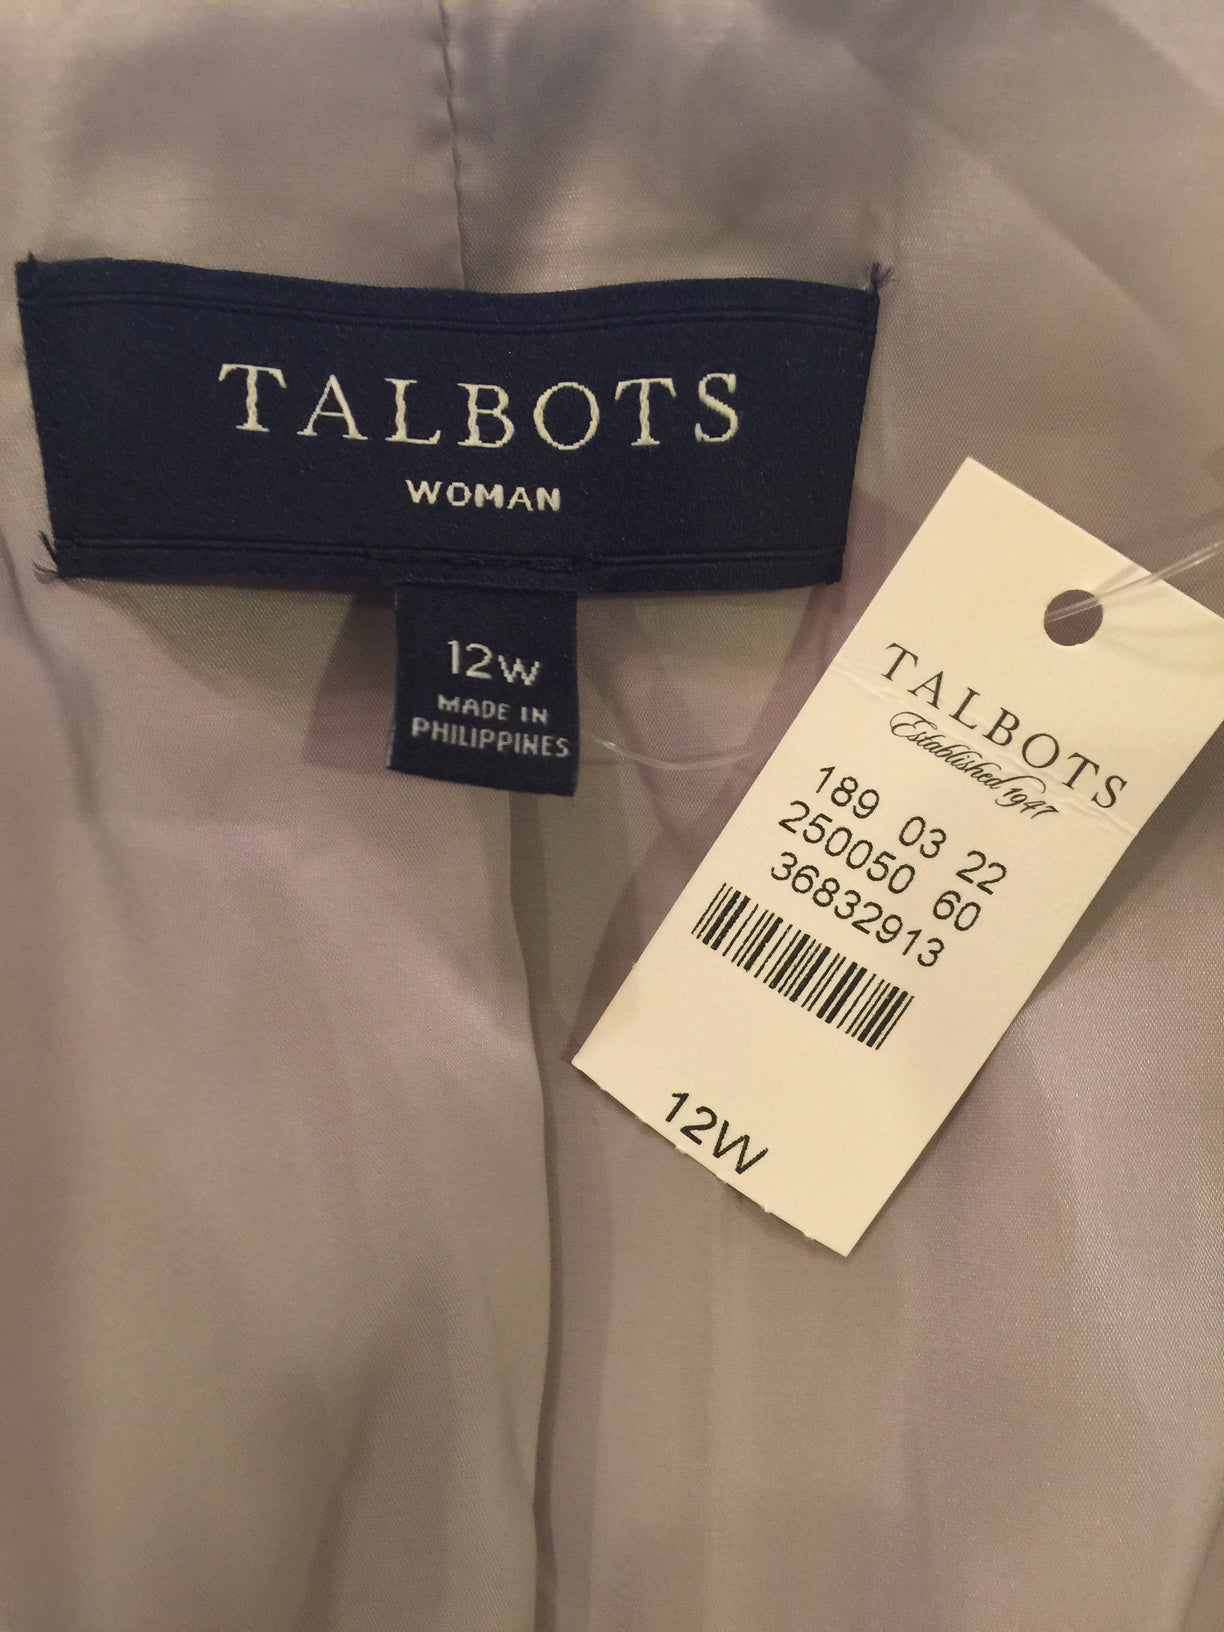 TALBOTS
WOMAN
12W
MADE IN
PHILIPPINES
TALBOTS
Established 1947
189 03 22
250050 60
36832913
12W